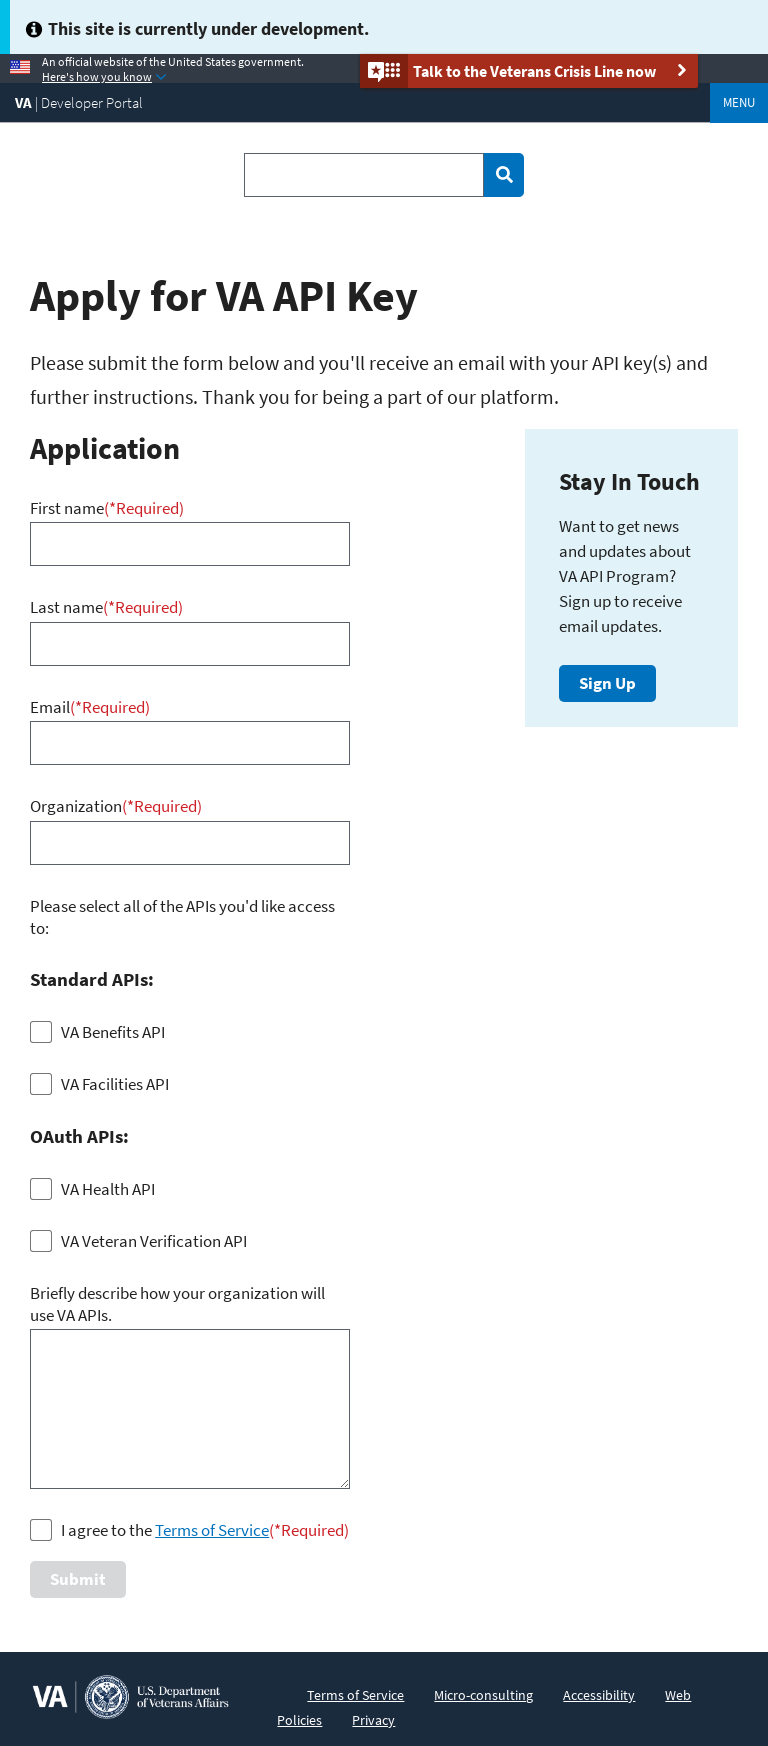 This site is currently under development.
An official website of the United States government.
Here's how you know
Talk to the Veterans Crisis Line now
VA | Developer Portal
MENU
Apply for VA API Key
Please submit the form below and you'll receive an email with your API key(s) and
further instructions. Thank you for being a part of our platform.
Application
First name(*Required)
Last name(*Required)
Email(*Required)
Organization(*Required)
Please select all of the APIs you'd like access
to:
Standard APIs:
VA Benefits API
VA Facilities API
OAuth APIs:
VA Health API
VA Veteran Verification API
Briefly describe how your organization will
use VA APIs.
I agree to the Terms of Service(*Required)
Submit
Stay In Touch
Want to get news
and updates about
VA API Program?
Sign up to receive
email updates.
Sign Up
VA
U.S. Department
of Veterans Affairs
Terms of Service Micro-consulting Accessibility Web
Policies Privacy